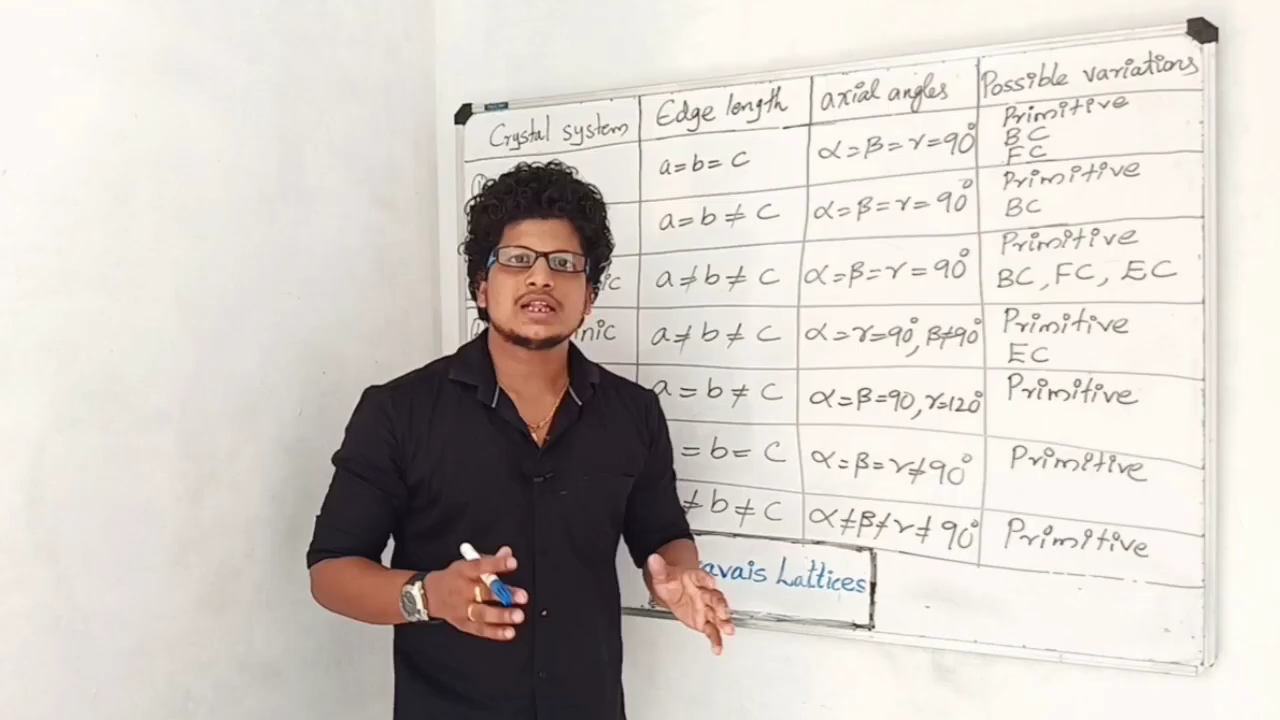 Crystal system Edge length axial angles Possible variations
a = b = c α = β = γ = 90° Primitive
BC
FC
a = b ≠ c α = β = γ = 90° Primitive
BC
ic a ≠ b ≠ c α = β = γ = 90° Primitive
BC, FC, EC
nic a ≠ b ≠ c α = γ = 90°, β ≠ 90° Primitive
EC
a = b ≠ c α = β = 90, γ = 120° Primitive
= b = c α = β = γ ≠ 90° Primitive
≠ b ≠ c α ≠ β ≠ γ ≠ 90° Primitive
avais Lattices